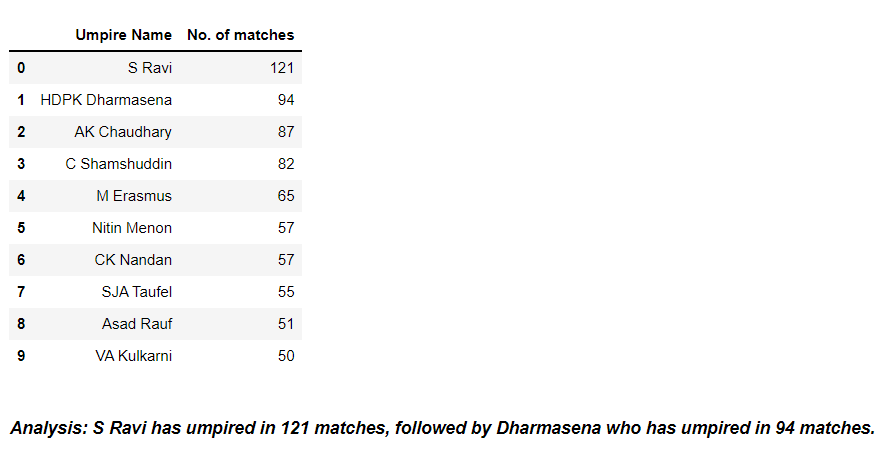 Umpire Name No. of matches
0 S Ravi 121
1 HDPK Dharmasena 94
2 AK Chaudhary 87
3 C Shamshuddin 82
4 M Erasmus 65
5 Nitin Menon 57
6 CK Nandan 57
7 SJA Taufel 55
8 Asad Rauf 51
9 VA Kulkarni 50
Analysis: S Ravi has umpired in 121 matches, followed by Dharmasena who has umpired in 94 matches.